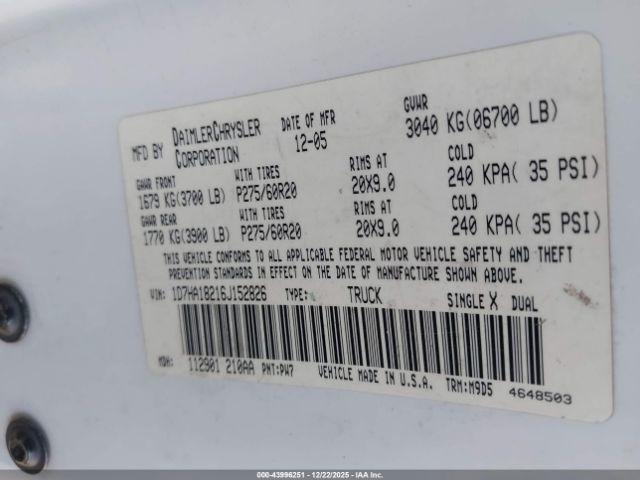 MFD BY DAIMLERCHRYSLER CORPORATION DATE OF MFR 12-05 GVWR 3040 KG(06700 LB)
GAWR FRONT WITH TIRES RIMS AT COLD
1679 KG(3700 LB) P275/60R20 20X9.0 240 KPA( 35 PSI)
GAWR REAR WITH TIRES RIMS AT COLD
1770 KG(3900 LB) P275/60R20 20X9.0 240 KPA( 35 PSI)
THIS VEHICLE CONFORMS TO ALL APPLICABLE FEDERAL MOTOR VEHICLE SAFETY AND THEFT
PREVENTION STANDARDS IN EFFECT ON THE DATE OF MANUFACTURE SHOWN ABOVE.
VIN: 1D7HA18216J152826 TYPE: TRUCK SINGLE X DUAL
MDH: 112901 210AA PNT:PW7 VEHICLE MADE IN U.S.A. TRM:M9D5 4648503
000-43996251 - 12/22/2025 - IAAI.com